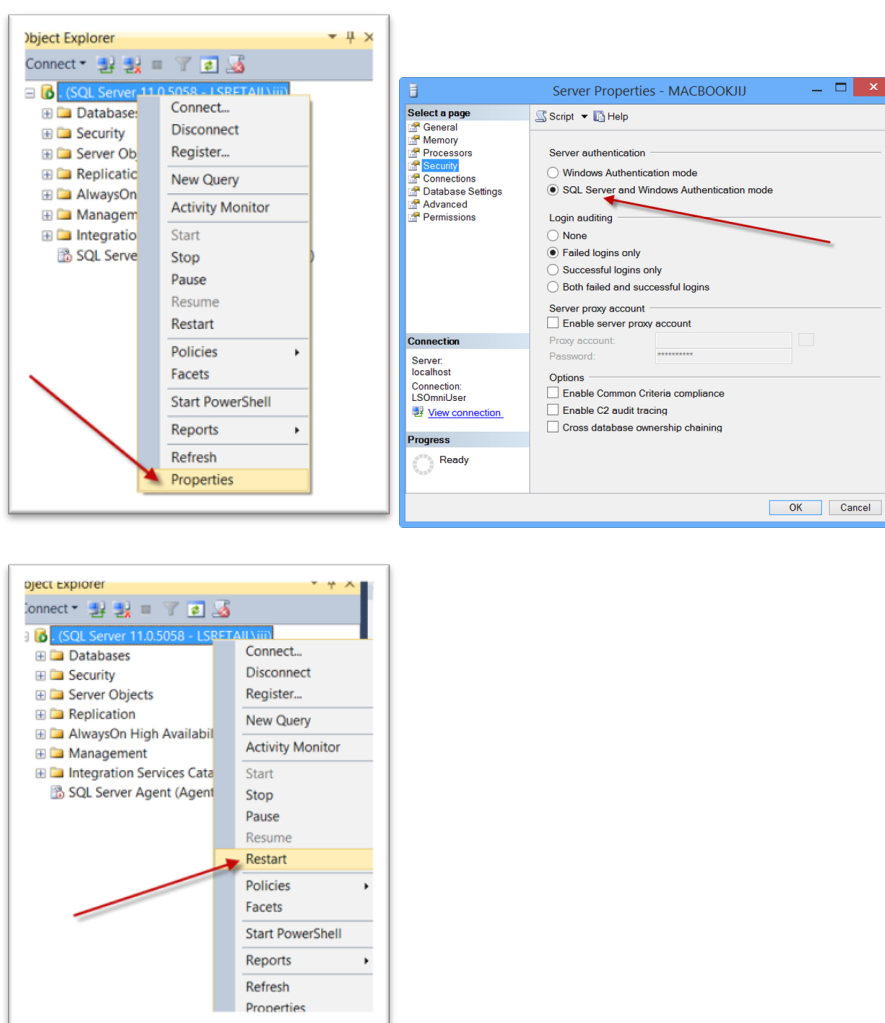 Object Explorer
Connect
. (SQL Server 11.0.5058 - LSRETAIL\jij)
Databases
Security
Server Ob
Replicatio
AlwaysOn
Managem
Integratio
SQL Serve
Connect...
Disconnect
Register...
New Query
Activity Monitor
Start
Stop
Pause
Resume
Restart
Policies
Facets
Start PowerShell
Reports
Refresh
Properties
Server Properties - MACBOOKJIJ
Select a page
General
Memory
Processors
Security
Connections
Database Settings
Advanced
Permissions
Connection
Server:
localhost
Connection:
LSOmniUser
View connection
Progress
Ready
Script Help
Server authentication
Windows Authentication mode
SQL Server and Windows Authentication mode
Login auditing
None
Failed logins only
Successful logins only
Both failed and successful logins
Server proxy account
Enable server proxy account
Proxy account:
Password: **********
Options
Enable Common Criteria compliance
Enable C2 audit tracing
Cross database ownership chaining
OK Cancel
Object Explorer
Connect
. (SQL Server 11.0.5058 - LSRETAIL\jij)
Databases
Security
Server Objects
Replication
AlwaysOn High Availabil
Management
Integration Services Cata
SQL Server Agent (Agent
Connect...
Disconnect
Register...
New Query
Activity Monitor
Start
Stop
Pause
Resume
Restart
Policies
Facets
Start PowerShell
Reports
Refresh
Properties